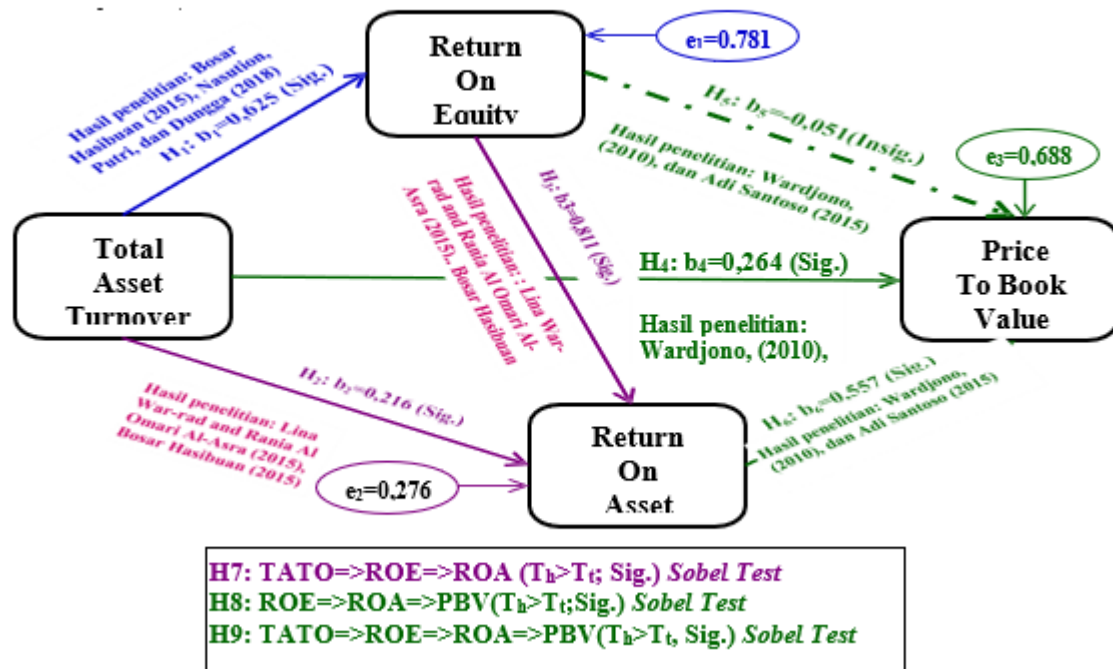 Return
On
Equity
e₁=0.781
Hasil penelitian: Bosar
Hasibuan (2015), Nasution,
Putri, dan Dungga (2018)
H₁: b₁=0,625 (Sig.)
H₅: b₅=-0,051(Insig.)
Hasil penelitian: Wardjono,
(2010), dan Adi Santoso (2015)
e₃=0,688
H₃: b3=0,811 (Sig.)
Hasil penelitian: : Lina War-
rad and Rania Al Omari Al-
Asra (2015), Bosar Hasibuan
(2015)
Total
Asset
Turnover
H₄: b₄=0,264 (Sig.)
Hasil penelitian:
Wardjono, (2010),
Price
To Book
Value
H₂: b₂=0,216 (Sig.)
Hasil penelitian: Lina
War-rad and Rania Al
Omari Al-Asra (2015),
Bosar Hasibuan (2015)
e₂=0,276
Return
On
Asset
H₆: b₆=0,557 (Sig.)
Hasil penelitian: Wardjono,
(2010), dan Adi Santoso (2015)
H7: TATO=>ROE=>ROA (Tₕ>Tₜ; Sig.) Sobel Test
H8: ROE=>ROA=>PBV(Tₕ>Tₜ;Sig.) Sobel Test
H9: TATO=>ROE=>ROA=>PBV(Tₕ>Tₜ, Sig.) Sobel Test